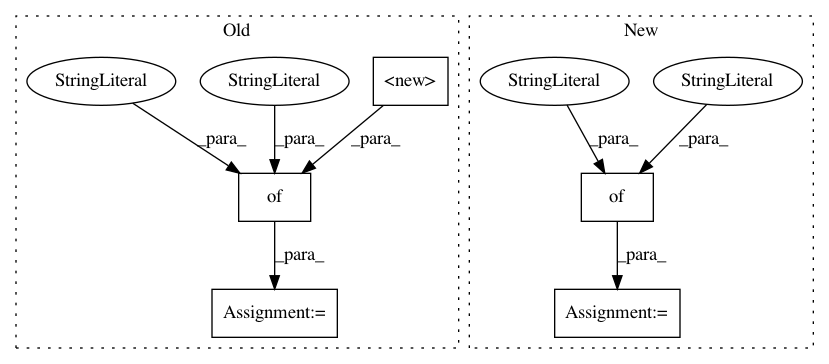 Old
New
StringLiteral
StringLiteral
<new>
StringLiteral
StringLiteral
_para_
_para_
_para_
_para_
_para_
of
of
_para_
_para_
Assignment:=
Assignment:=